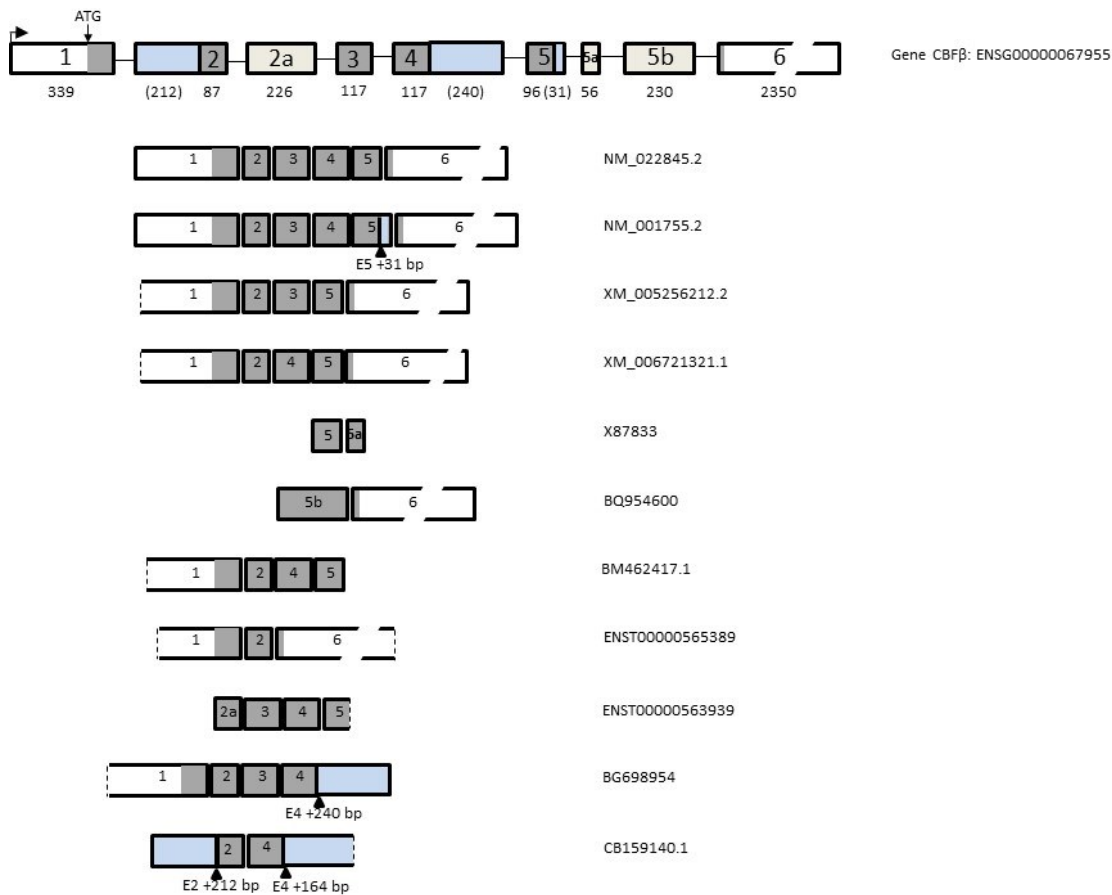 ATG
1 2 2a 3 4 5 5a 5b 6 Gene CBFβ: ENSG00000067955
339 (212) 87 226 117 117 (240) 96 (31) 56 230 2350
1 2 3 4 5 6 NM_022845.2
1 2 3 4 5 6 NM_001755.2
E5 +31 bp
1 2 3 5 6 XM_005256212.2
1 2 4 5 6 XM_006721321.1
5 5a X87833
5b 6 BQ954600
1 2 4 5 BM462417.1
1 2 6 ENST00000565389
2a 3 4 5 ENST00000563939
1 2 3 4 BG698954
E4 +240 bp
2 4 CB159140.1
E2 +212 bp E4 +164 bp